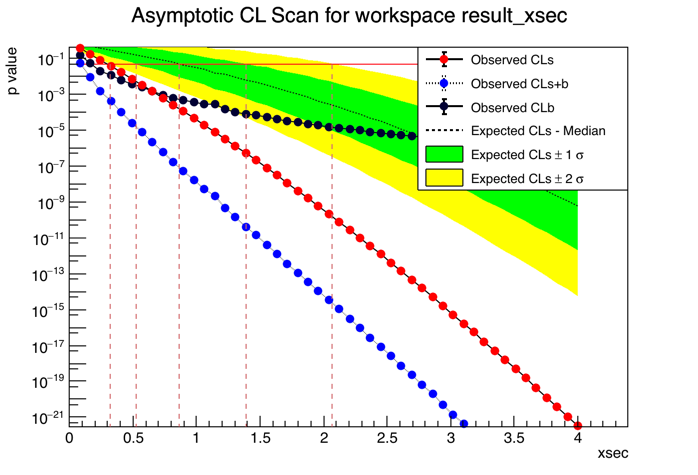 Asymptotic CL Scan for workspace result_xsec
p value
Observed CLs
Observed CLs+b
Observed CLb
Expected CLs - Median
Expected CLs ± 1 σ
Expected CLs ± 2 σ
10⁻¹
10⁻³
10⁻⁵
10⁻⁷
10⁻⁹
10⁻¹¹
10⁻¹³
10⁻¹⁵
10⁻¹⁷
10⁻¹⁹
10⁻²¹
0 0.5 1 1.5 2 2.5 3 3.5 4
xsec